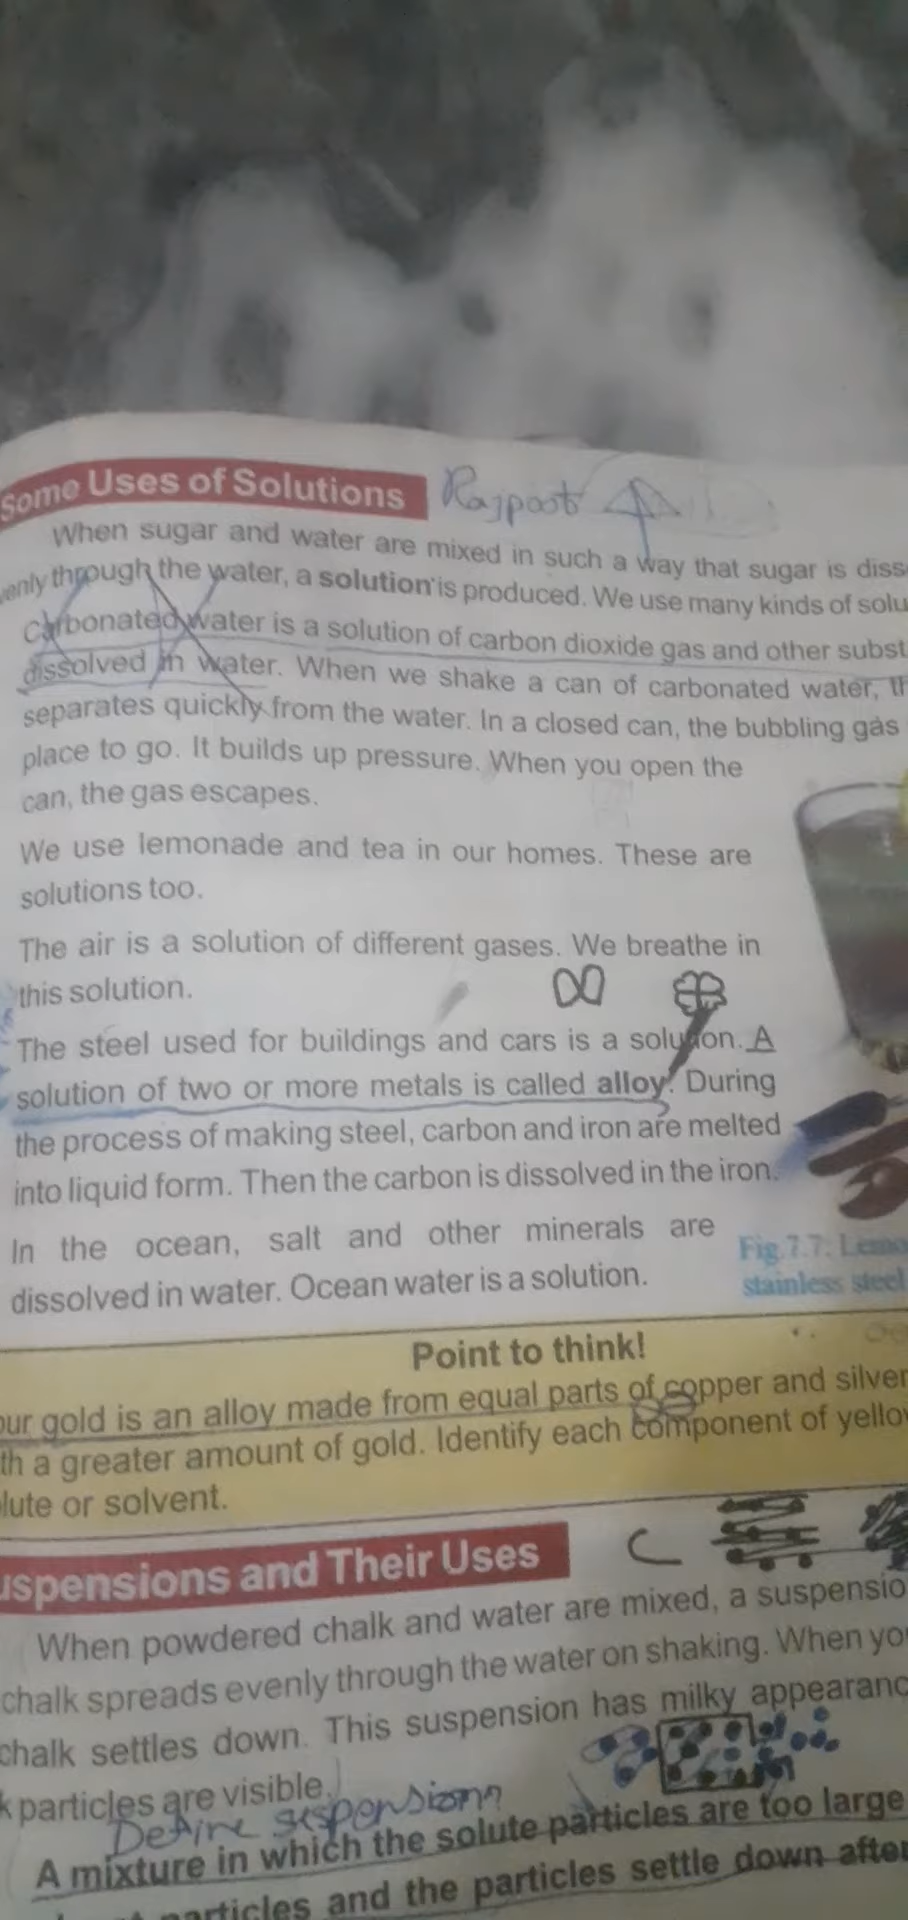 Some Uses of Solutions
Rajpoot
When sugar and water are mixed in such a way that sugar is diss
enly through the water, a solution is produced. We use many kinds of solu
Carbonated water is a solution of carbon dioxide gas and other subst
dissolved in water. When we shake a can of carbonated water, th
separates quickly from the water. In a closed can, the bubbling gas
place to go. It builds up pressure. When you open the
can, the gas escapes.
We use lemonade and tea in our homes. These are
solutions too.
The air is a solution of different gases. We breathe in
this solution.
The steel used for buildings and cars is a solution. A
solution of two or more metals is called alloy. During
the process of making steel, carbon and iron are melted
into liquid form. Then the carbon is dissolved in the iron.
In the ocean, salt and other minerals are
dissolved in water. Ocean water is a solution.
Fig.7.7: Lemo
stainless steel
Point to think!
our gold is an alloy made from equal parts of copper and silver
th a greater amount of gold. Identify each component of yello
lute or solvent.
uspensions and Their Uses
When powdered chalk and water are mixed, a suspensio
chalk spreads evenly through the water on shaking. When yo
chalk settles down. This suspension has milky appearanc
k particles are visible.
Define suspension?
A mixture in which the solute particles are too large
particles and the particles settle down after